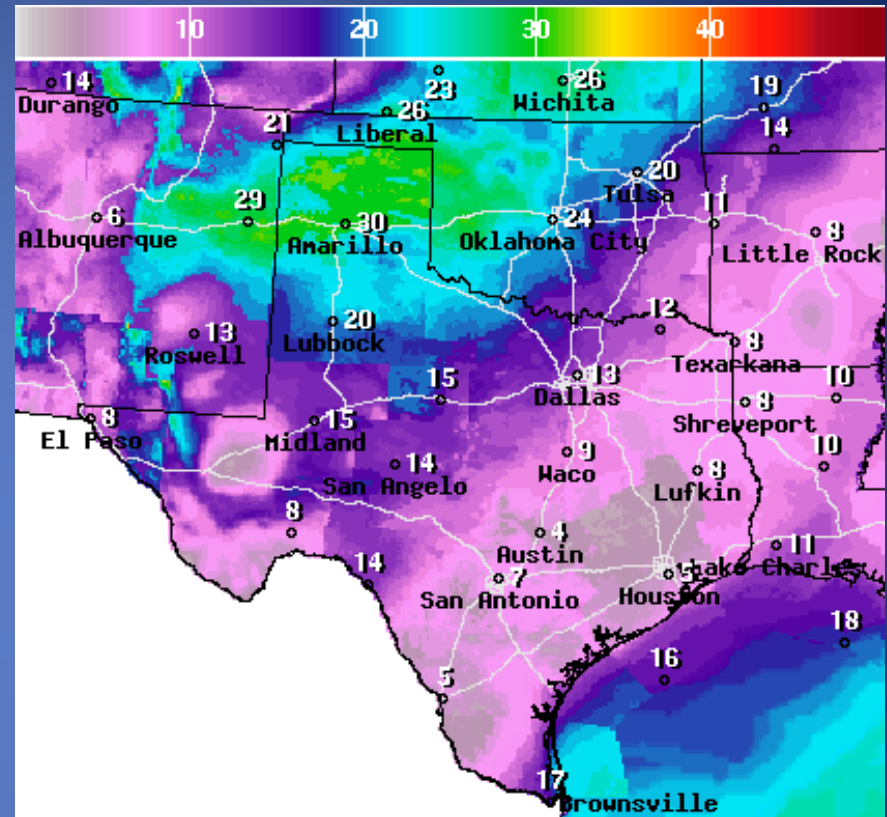 10 20 30 40
23
14 26
Durango Wichita
19
26
Liberal
21 14
20
Tulsa
6 29 30 24 11
Albuquerque Amarillo Oklahoma City
8
Little Rock
13 20 12
Roswell Lubbock
8
Texarkana
13
Dallas
15 8 10
Shreveport
8 15
El Paso Midland
9
Waco
14 8 10
San Angelo Lufkin
8 4 11
Austin Lake Charles
14 7 5
San Antonio Houston
18
5 16
17
Brownsville